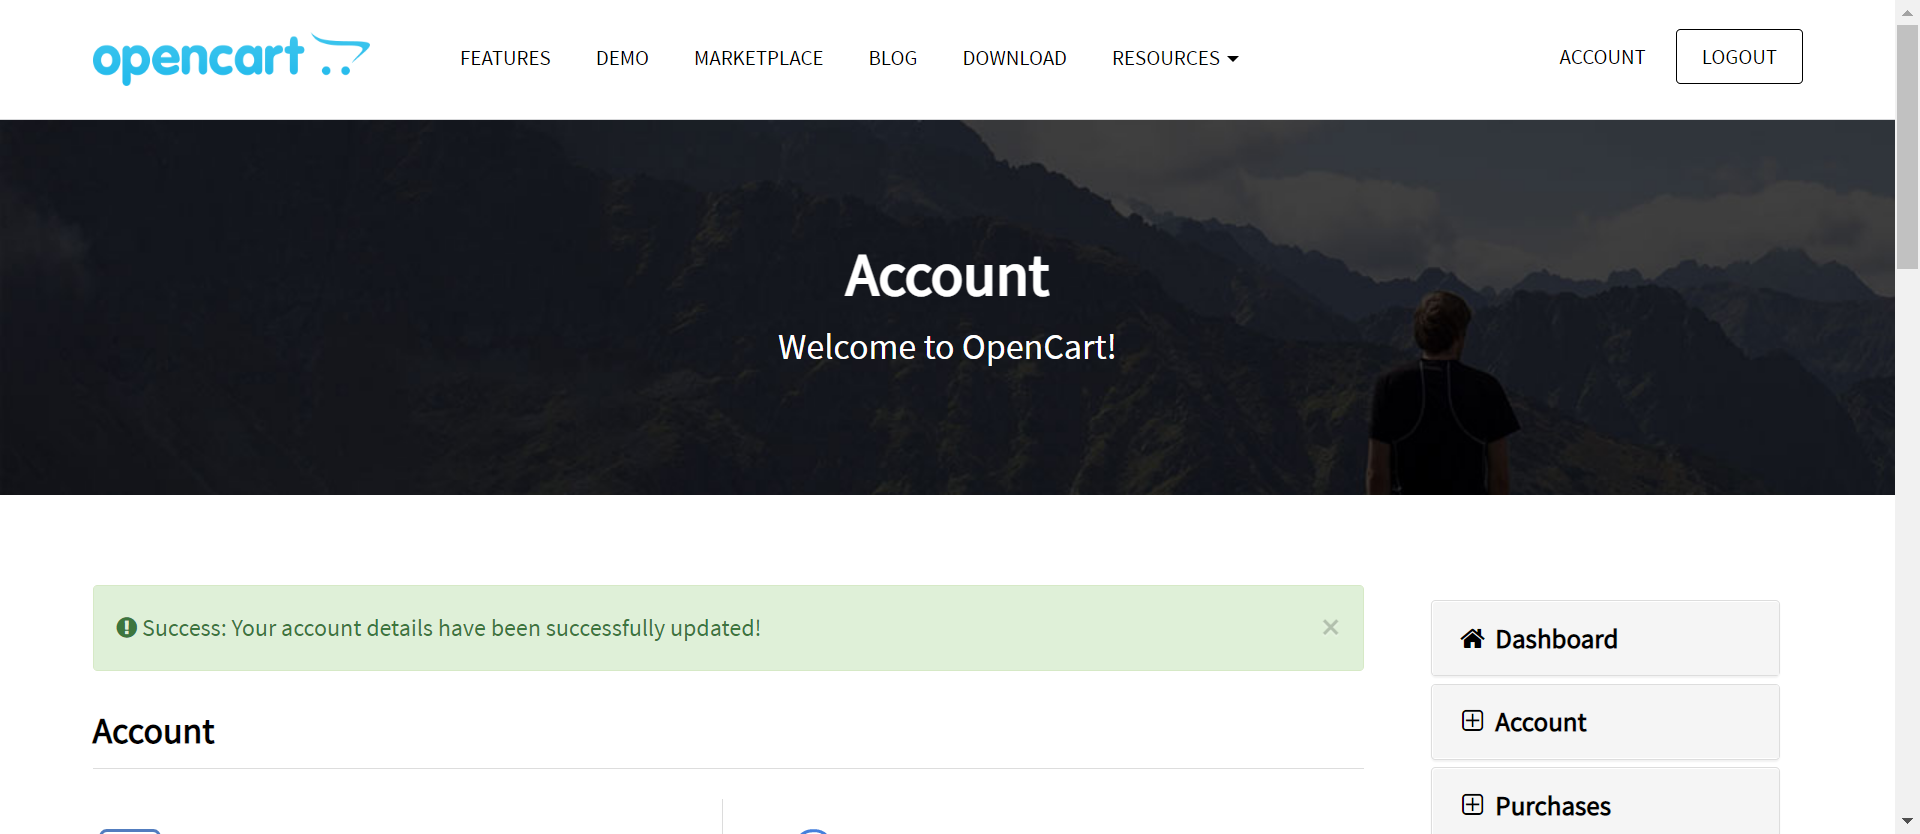 opencart
FEATURES
DEMO
MARKETPLACE
BLOG
DOWNLOAD
RESOURCES
ACCOUNT
LOGOUT
Account
Welcome to OpenCart!
Success: Your account details have been successfully updated!
×
Account
Dashboard
Account
Purchases